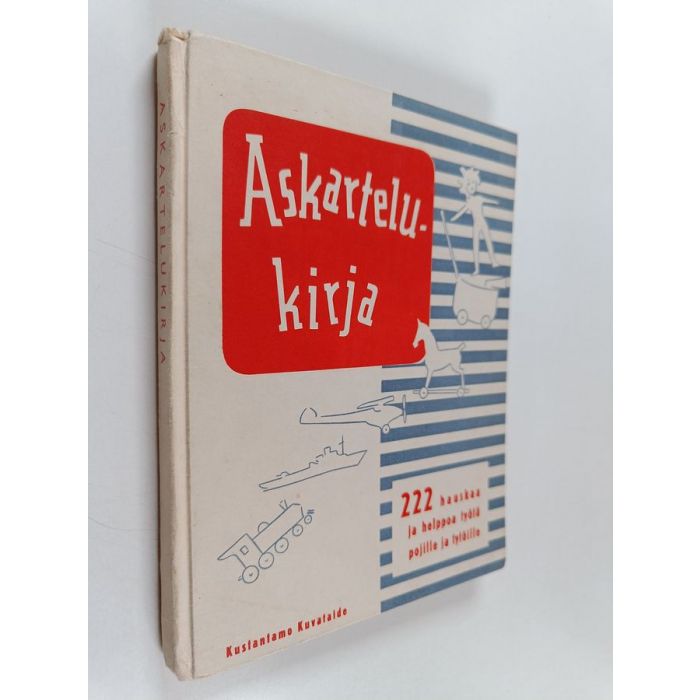 ASKARTELUKIRJA
Askartelu-
kirja
222 hauskaa
ja helppoa työtä
pojille ja tytöille
Kustantamo Kuvataide